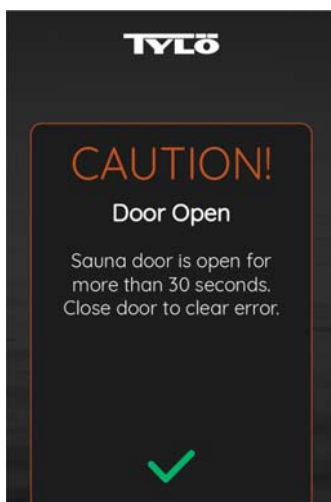 TYLÖ
CAUTION!
Door Open
Sauna door is open for
more than 30 seconds.
Close door to clear error.